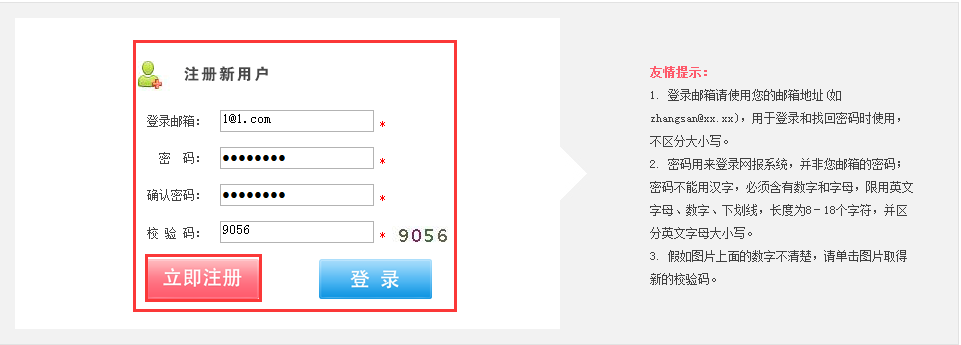 注册新用户
登录邮箱: 1@1.com *
密 码: ●●●●●●●● *
确认密码: ●●●●●●●● *
校 验 码: 9056 * 9056
立即注册 登 录
友情提示:
1. 登录邮箱请使用您的邮箱地址(如
zhangsan@xx.xx), 用于登录和找回密码时使用,
不区分大小写。
2. 密码用来登录网报系统, 并非您邮箱的密码;
密码不能用汉字, 必须含有数字和字母, 限用英文
字母、数字、下划线, 长度为8-18个字符, 并区
分英文字母大小写。
3. 假如图片上面的数字不清楚, 请单击图片取得
新的校验码。